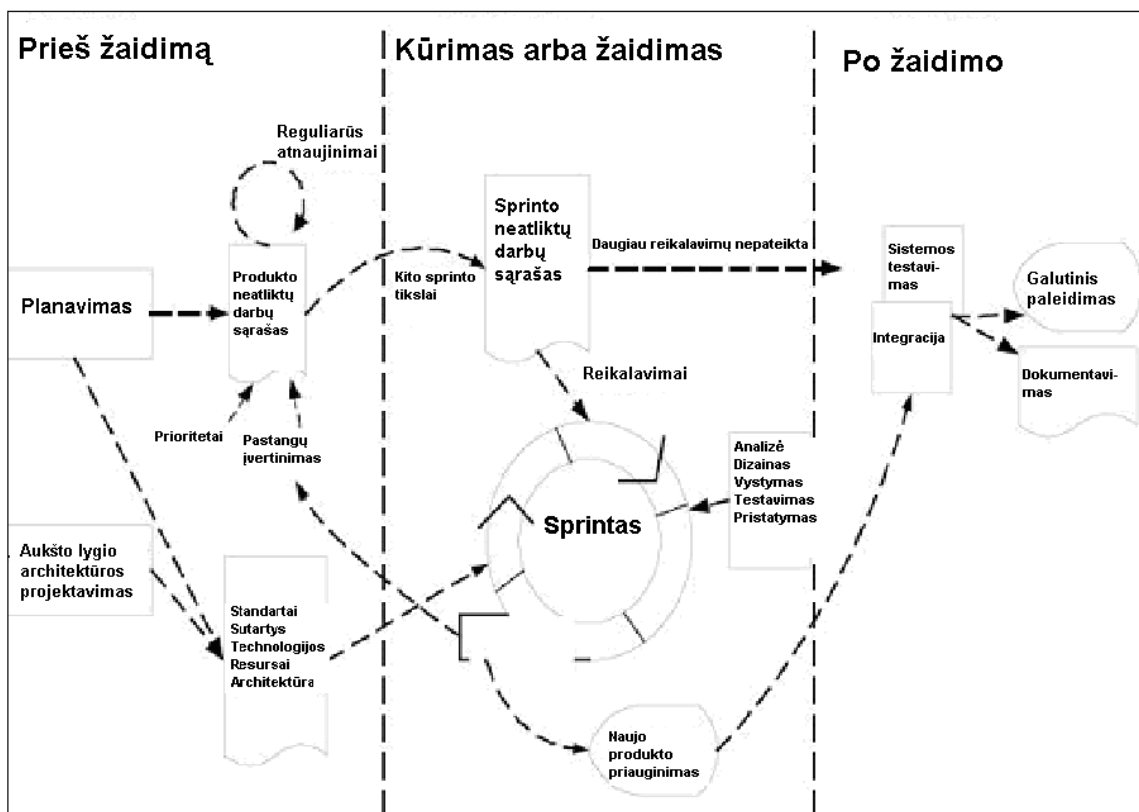 Prieš žaidimą
Kūrimas arba žaidimas
Po žaidimo
Reguliarūs
atnaujinimai
Planavimas
Produkto
neatliktų
darbų
sąrašas
Prioritetai
Pastangų
įvertinimas
Aukšto lygio
architektūros
projektavimas
Standartai
Sutartys
Technologijos
Resursai
Architektūra
Kito sprinto
tikslai
Sprinto
neatliktų
darbų
sąrašas
Daugiau reikalavimų nepateikta
Reikalavimai
Sprintas
Analizė
Dizainas
Vystymas
Testavimas
Pristatymas
Naujo
produkto
priauginimas
Sistemos
testavi-
mas
Integracija
Galutinis
paleidimas
Dokumentavi-
mas